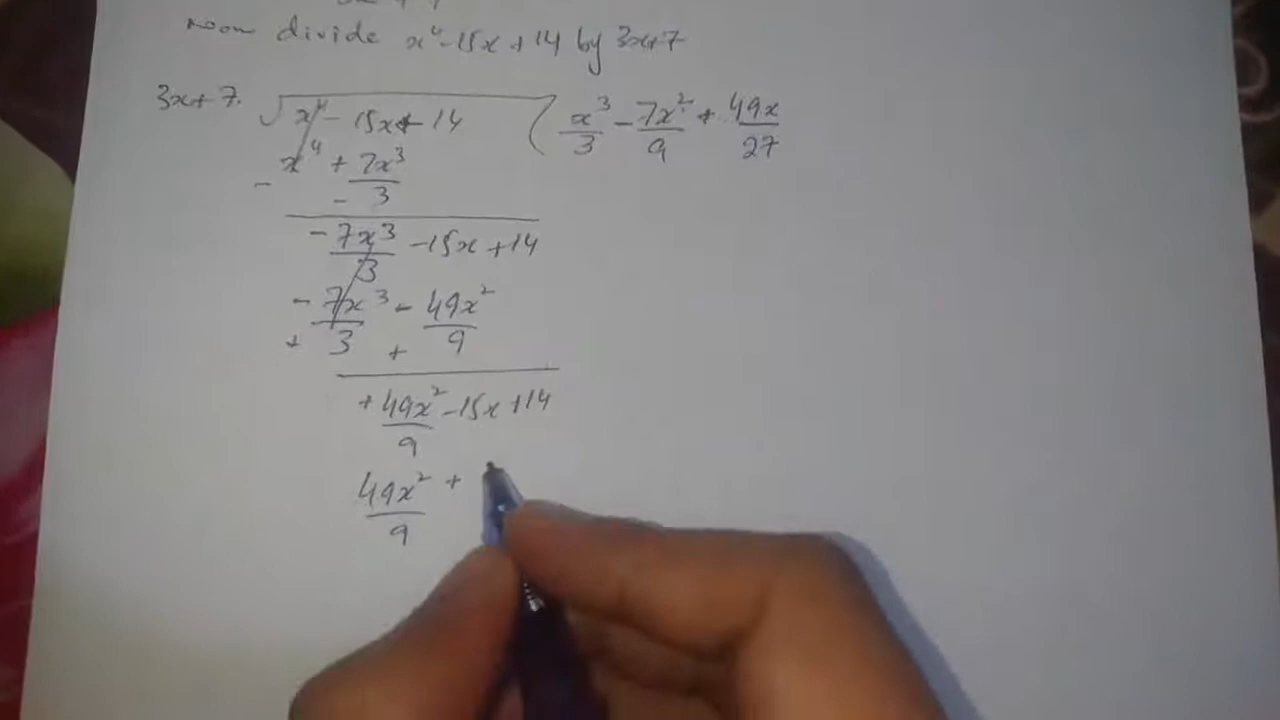 now divide x⁴-15x+14 by 3x+7
3x+7 √ x⁴ - 15x + 14 ( x³/3 - 7x²/9 + 49x/27
x⁴ + 7x³/3
- -
-7x³/3 -15x +14
-7x³/3 - 49x²/9
+ +
+49x²/9 -15x +14
49x²/9 +